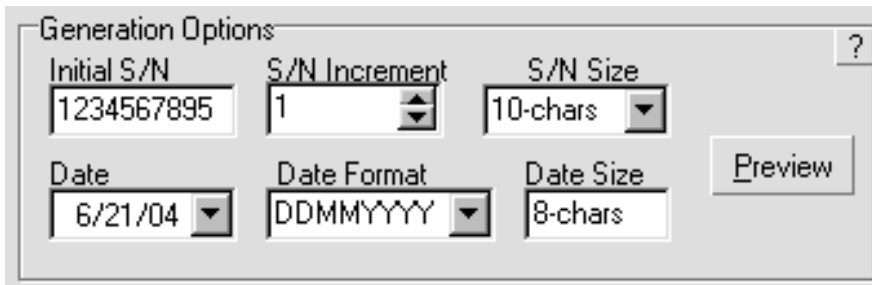 Generation Options
?
Initial S/N S/N Increment S/N Size
1234567895 1 10-chars
Preview
Date Date Format Date Size
6/21/04 DDMMYYYY 8-chars